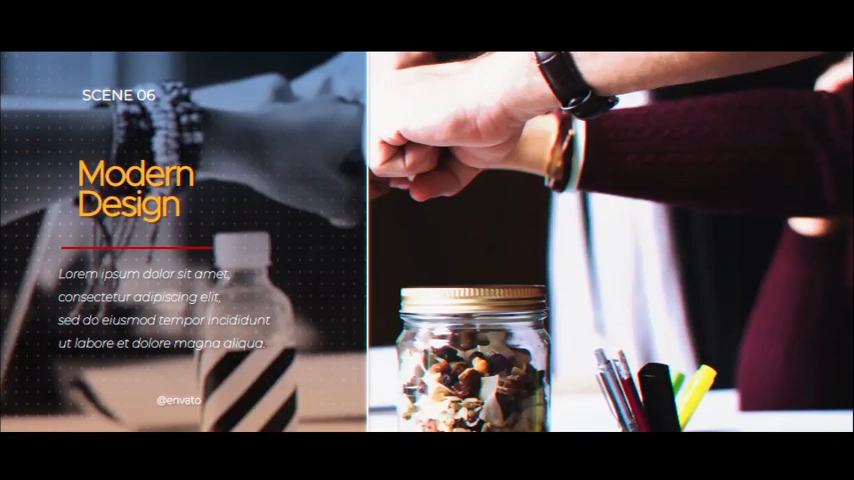 SCENE 06
Modern
Design
Lorem ipsum dolor sit amet,
consectetur adipiscing elit,
sed do eiusmod tempor incididunt
ut labore et dolore magna aliqua.
@envato